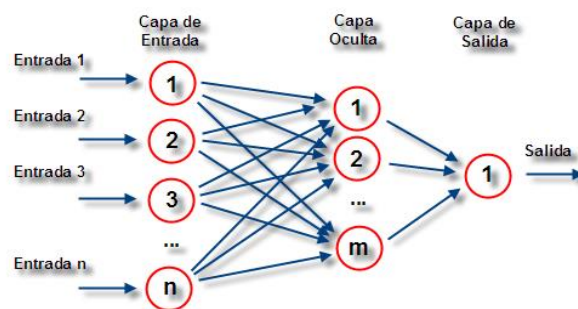 Capa de
Entrada
Capa
Oculta
Capa de
Salida
Entrada 1
Entrada 2
Entrada 3
Entrada n
1
2
3
...
n
1
2
...
m
1
Salida